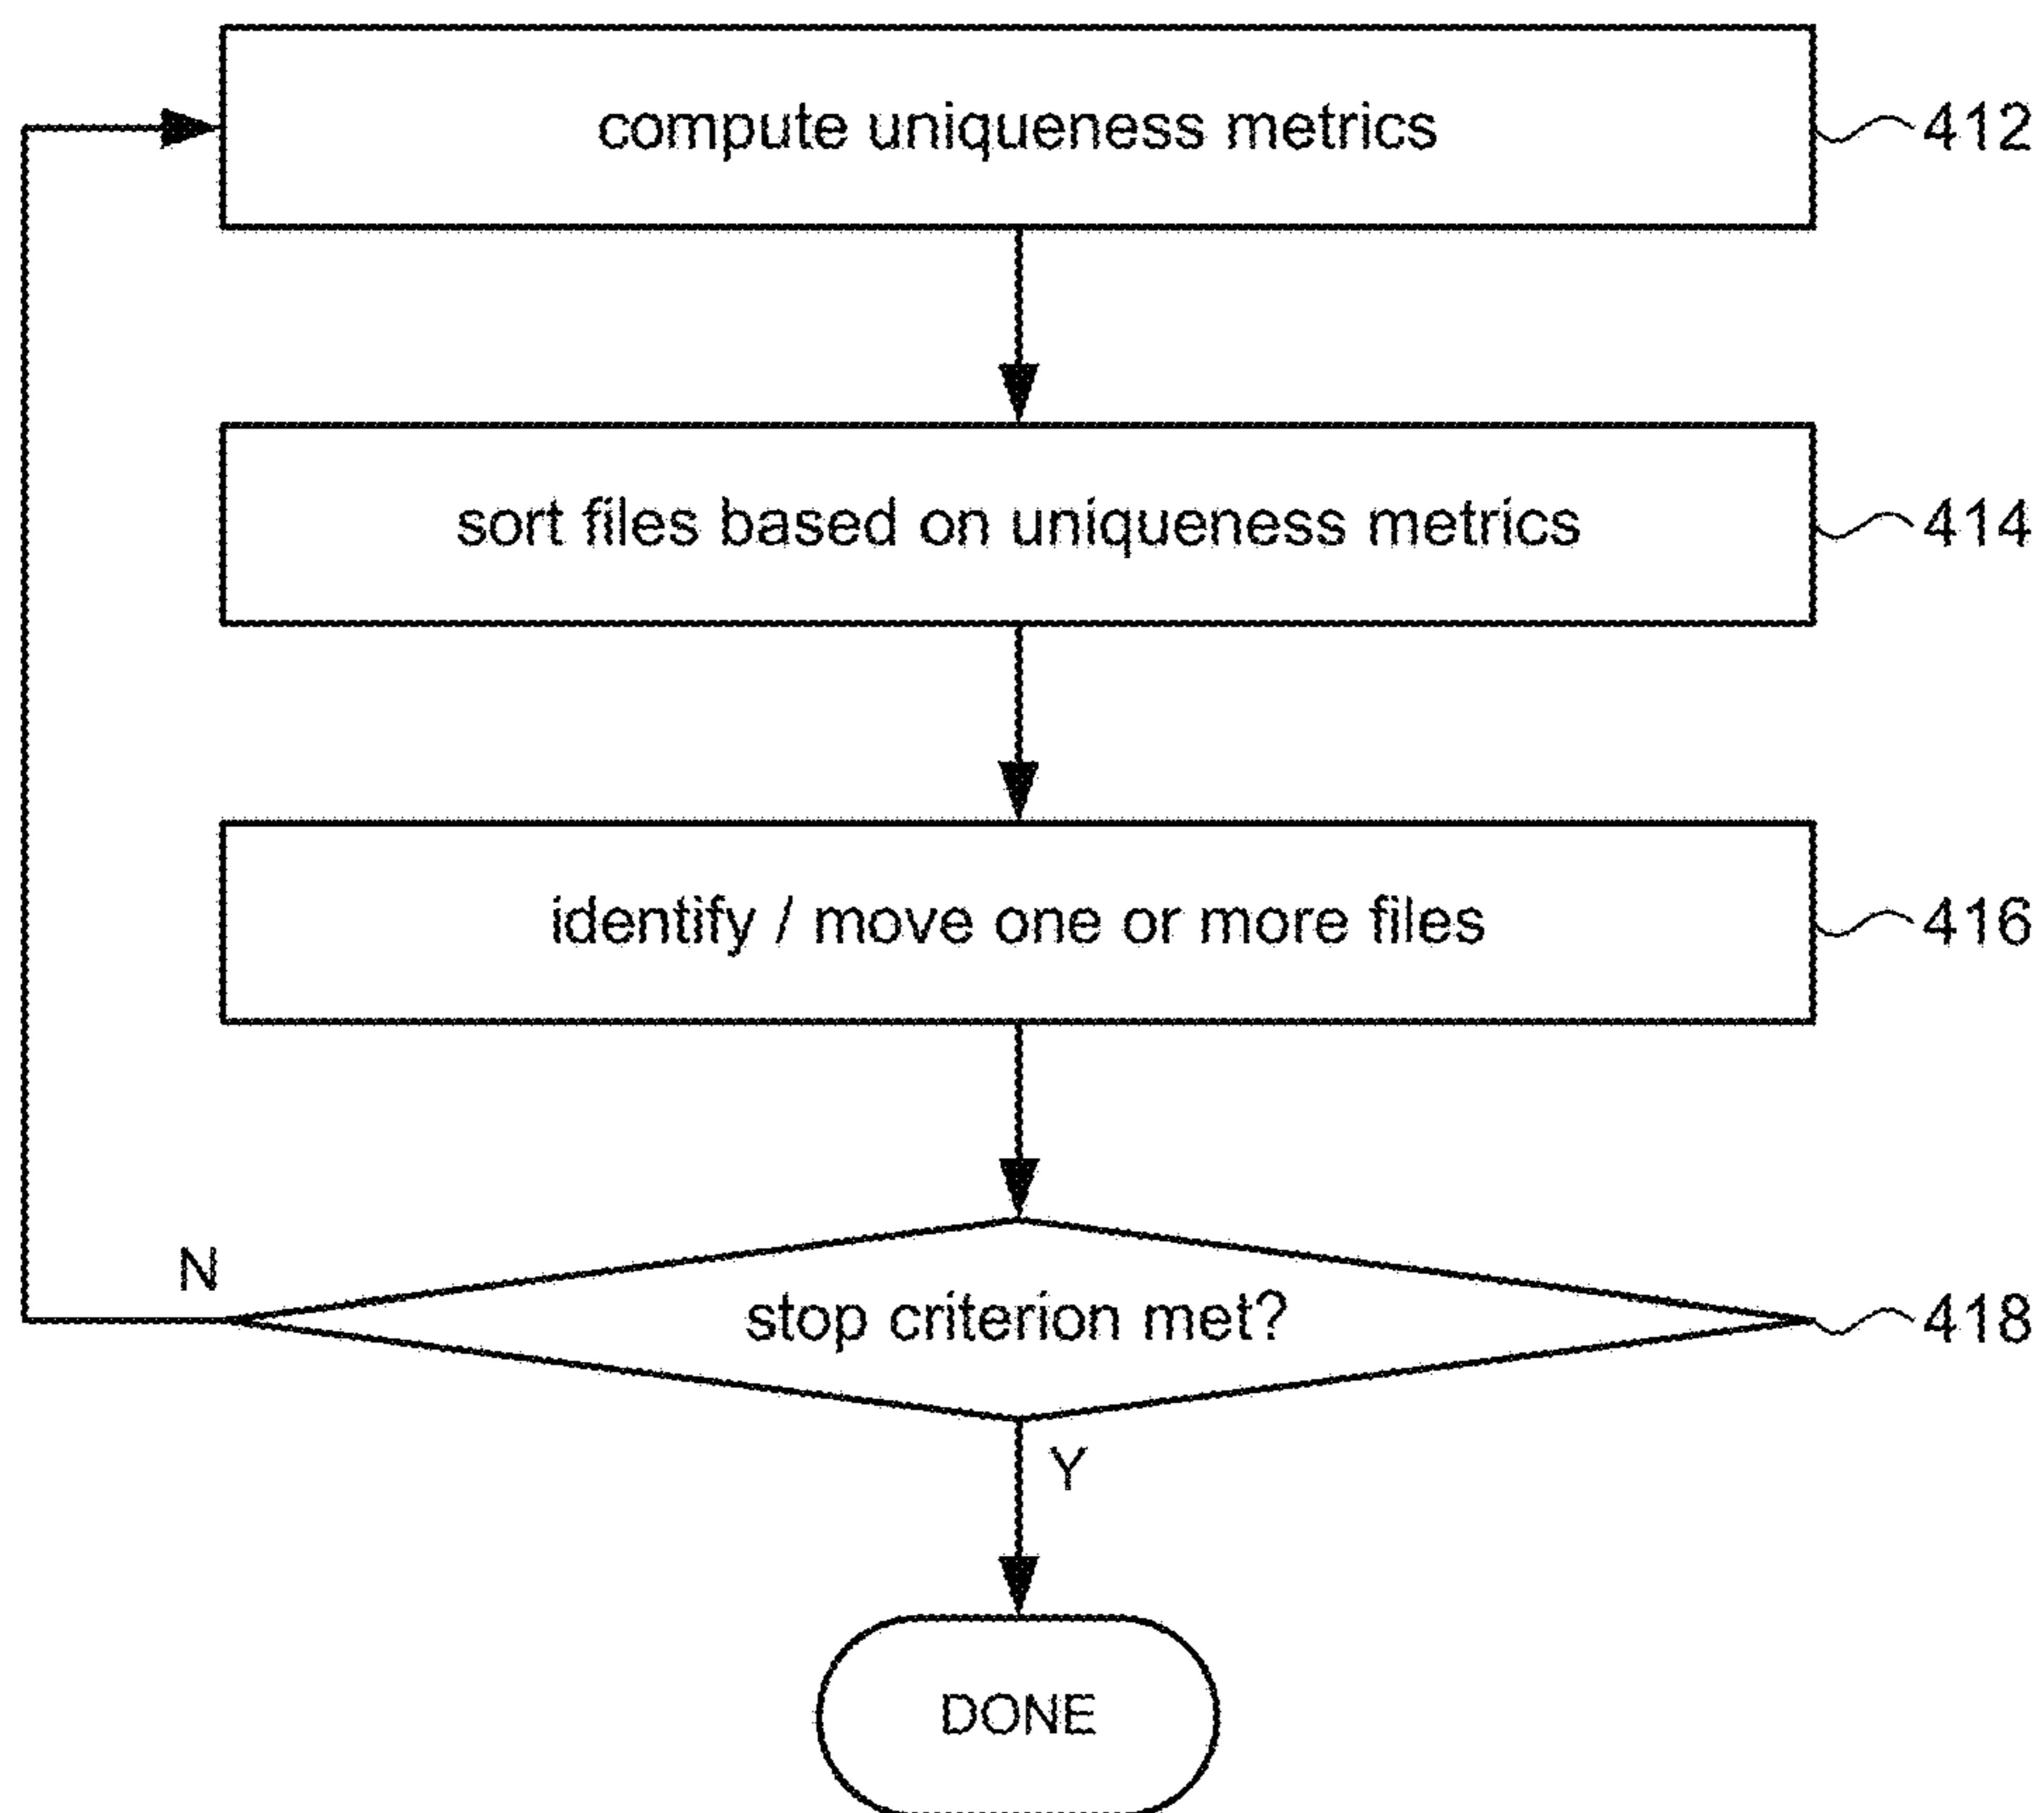 compute uniqueness metrics
412
sort files based on uniqueness metrics
414
identify / move one or more files
416
N
stop criterion met?
418
Y
DONE